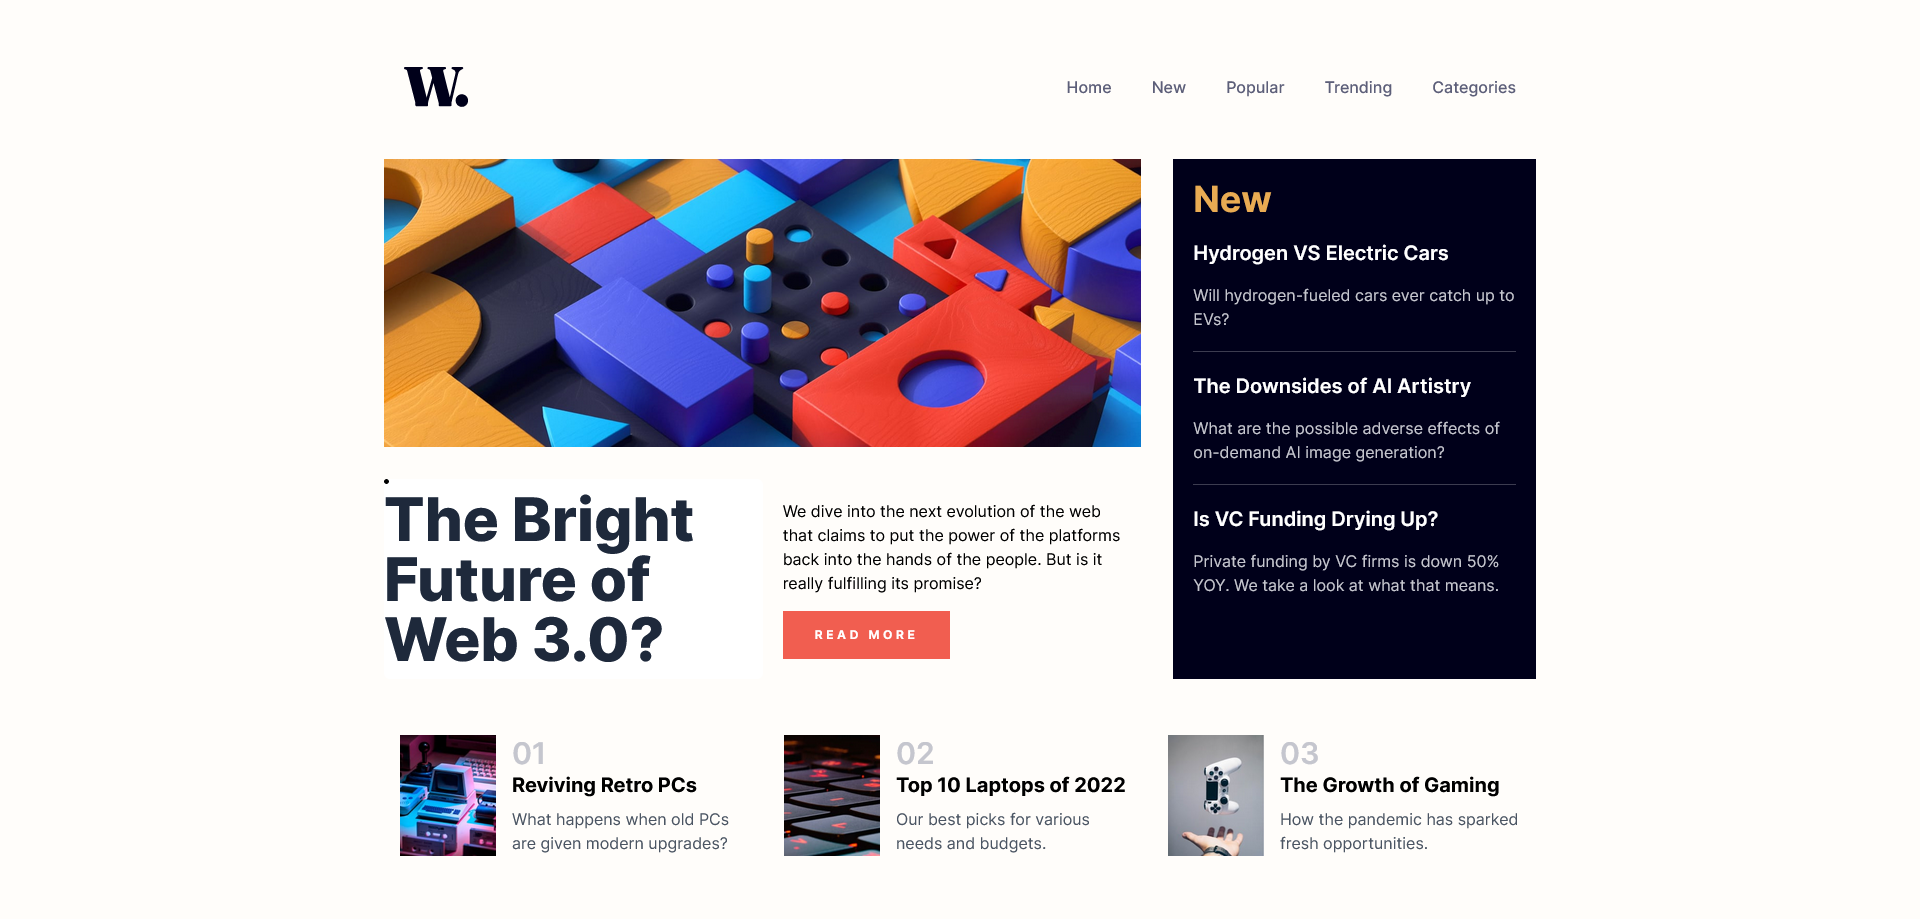 W.
Home New Popular Trending Categories
New
Hydrogen VS Electric Cars
Will hydrogen-fueled cars ever catch up to
EVs?
The Downsides of AI Artistry
What are the possible adverse effects of
on-demand AI image generation?
Is VC Funding Drying Up?
Private funding by VC firms is down 50%
YOY. We take a look at what that means.
The Bright
Future of
Web 3.0?
We dive into the next evolution of the web
that claims to put the power of the platforms
back into the hands of the people. But is it
really fulfilling its promise?
READ MORE
01
Reviving Retro PCs
What happens when old PCs
are given modern upgrades?
02
Top 10 Laptops of 2022
Our best picks for various
needs and budgets.
03
The Growth of Gaming
How the pandemic has sparked
fresh opportunities.